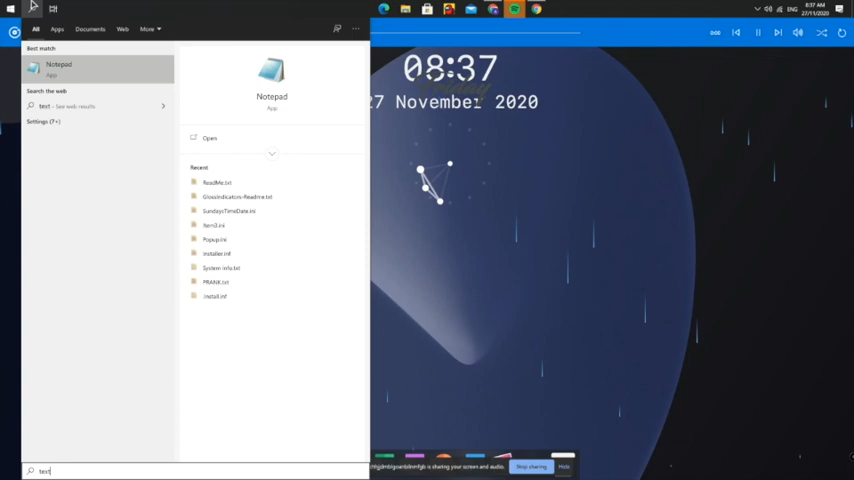 8:37 AM
ENG
27/11/2020
All Apps Documents Web More
0:00
Best match
Notepad
App
Search the web
text - See web results
Settings (7+)
Notepad
App
Open
Recent
ReadMe.txt
GlossIndicators-Readme.txt
SundaysTimeDate.ini
Item3.ini
Popup.ini
installer.inf
System info.txt
PRANK.txt
.install.inf
08:37
Friday
27 November 2020
is sharing your screen and audio.
Stop sharing
Hide
text